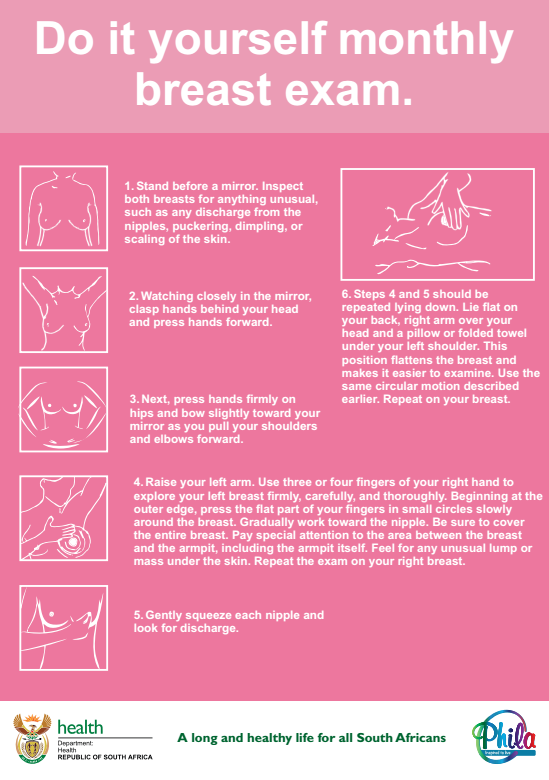 Do it yourself monthly
breast exam.
1. Stand before a mirror. Inspect
both breasts for anything unusual,
such as any discharge from the
nipples, puckering, dimpling, or
scaling of the skin.
2. Watching closely in the mirror,
clasp hands behind your head
and press hands forward.
3. Next, press hands firmly on
hips and bow slightly toward your
mirror as you pull your shoulders
and elbows forward.
4. Raise your left arm. Use three or four fingers of your right hand to
explore your left breast firmly, carefully, and thoroughly. Beginning at the
outer edge, press the flat part of your fingers in small circles slowly
around the breast. Gradually work toward the nipple. Be sure to cover
the entire breast. Pay special attention to the area between the breast
and the armpit, including the armpit itself. Feel for any unusual lump or
mass under the skin. Repeat the exam on your right breast.
5. Gently squeeze each nipple and
look for discharge.
6. Steps 4 and 5 should be
repeated lying down. Lie flat on
your back, right arm over your
head and a pillow or folded towel
under your left shoulder. This
position flattens the breast and
makes it easier to examine. Use the
same circular motion described
earlier. Repeat on your breast.
health
Department:
Health
REPUBLIC OF SOUTH AFRICA
A long and healthy life for all South Africans
Phila
Inspired to live